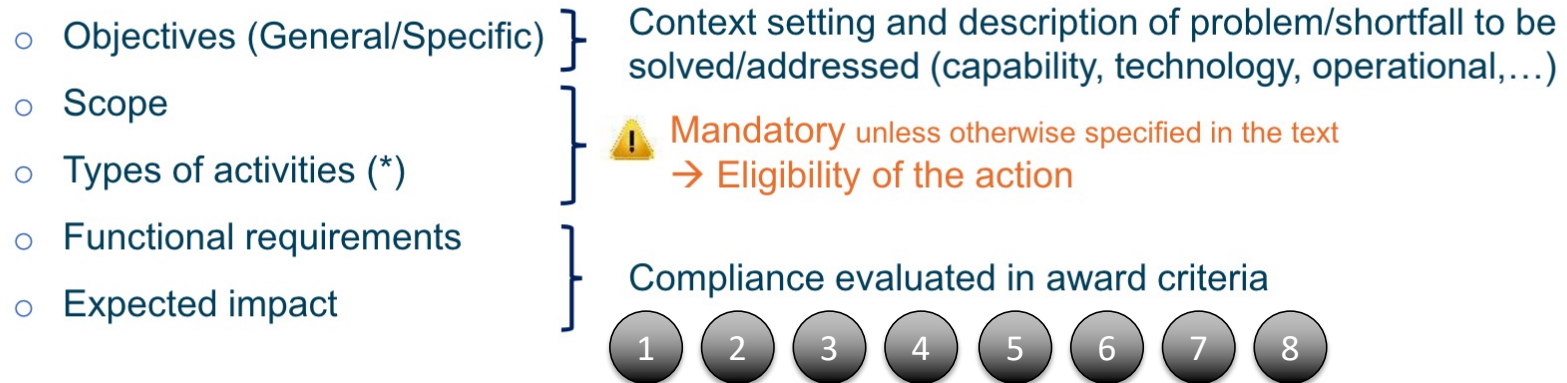 ○ Objectives (General/Specific)
○ Scope
○ Types of activities (*)
○ Functional requirements
○ Expected impact
Context setting and description of problem/shortfall to be
solved/addressed (capability, technology, operational,…)
Mandatory unless otherwise specified in the text
→ Eligibility of the action
Compliance evaluated in award criteria
1 2 3 4 5 6 7 8